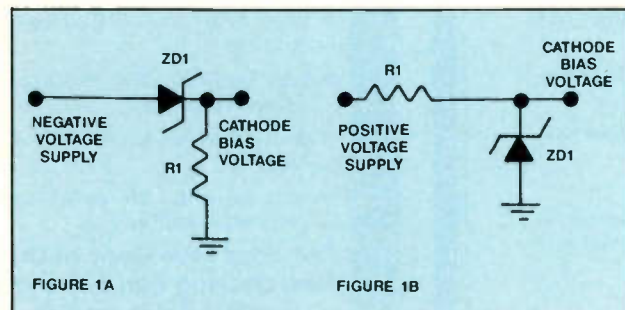 ZD1
NEGATIVE
VOLTAGE
SUPPLY
R1
CATHODE
BIAS
VOLTAGE
FIGURE 1A
R1
POSITIVE
VOLTAGE
SUPPLY
CATHODE
BIAS
VOLTAGE
ZD1
FIGURE 1B